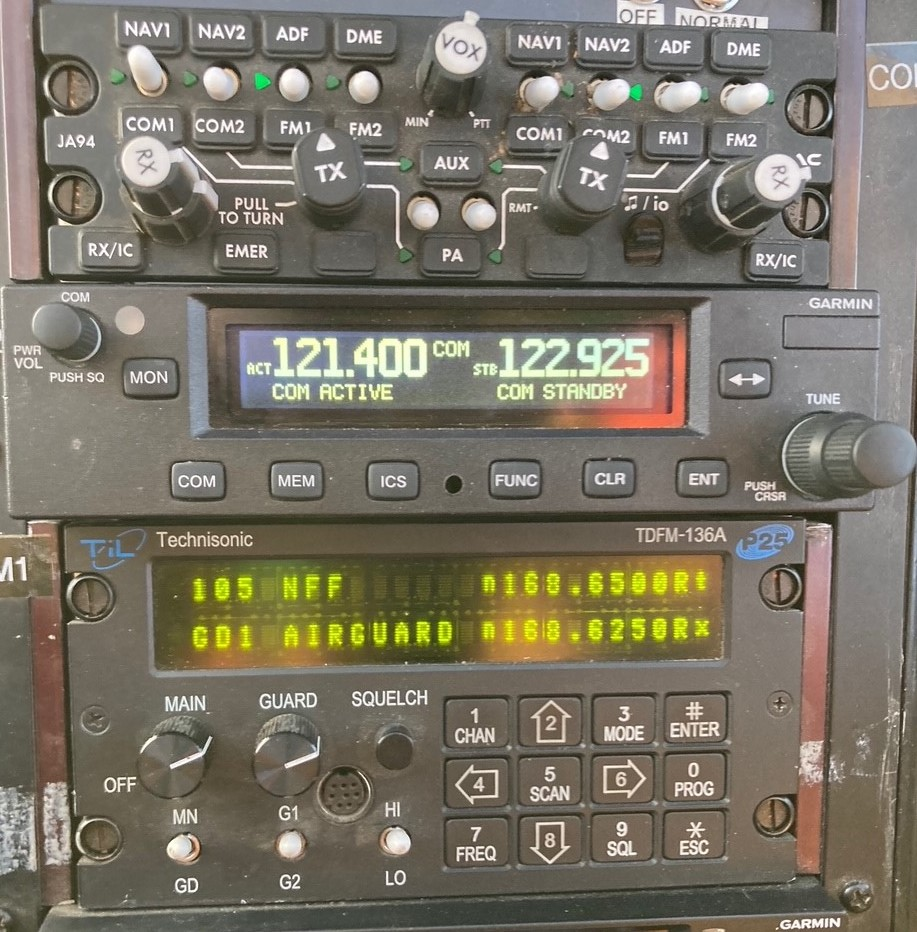 OFF NORMAL
NAV1 NAV2 ADF DME VOX NAV1 NAV2 ADF DME
MIN PTT
JA94 COM1 COM2 FM1 FM2 COM1 COM2 FM1 FM2
RX TX AUX TX RX
PULL
TO TURN
RMT
♫/io
RX/IC EMER PA RX/IC
COM
GARMIN
PWR
VOL
PUSH SQ
MON
ACT 121.400 COM STB 122.925
COM ACTIVE COM STANDBY
↔
TUNE
COM MEM ICS FUNC CLR ENT
PUSH
CRSR
M1
TiL Technisonic TDFM-136A P25
105 NFF n168.6500Rt
GD1 AIRGUARD n168.6250Rx
MAIN GUARD SQUELCH
OFF
MN G1 HI
GD G2 LO
1
CHAN
2
3
MODE
#
ENTER
4
5
SCAN
6
0
PROG
7
FREQ
8
9
SQL
*
ESC
GARMIN